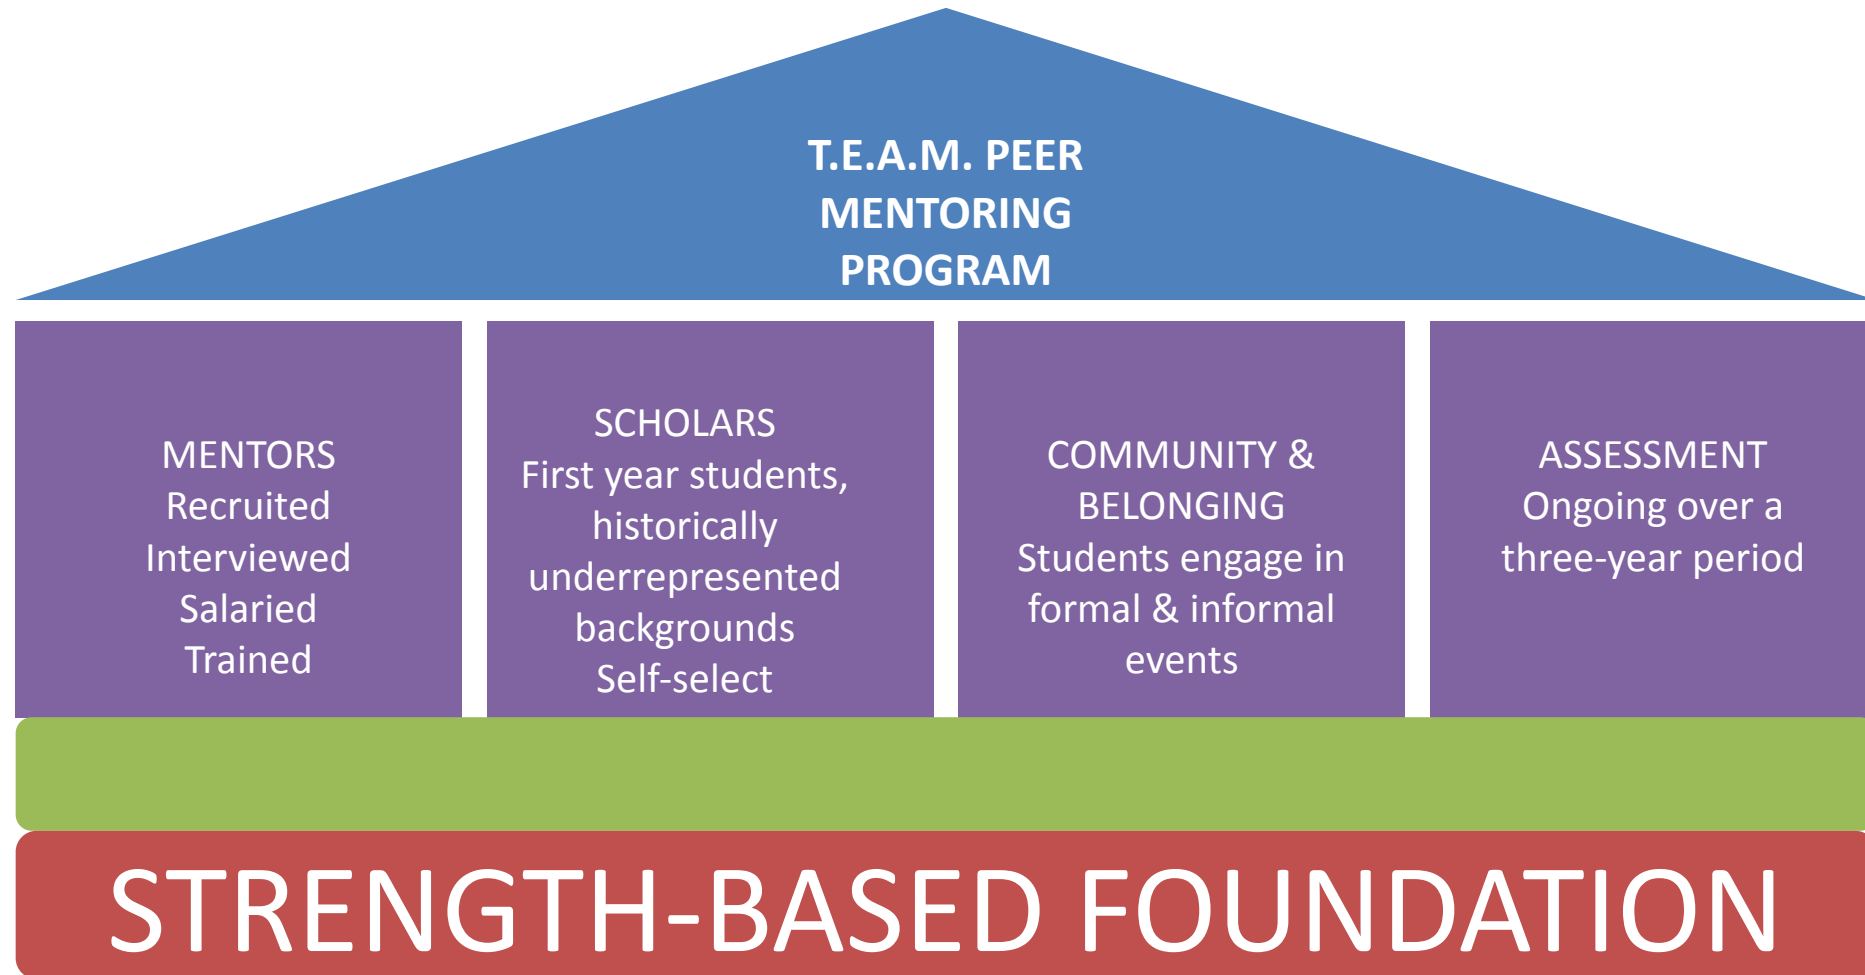 T.E.A.M. PEER
MENTORING
PROGRAM
MENTORS
Recruited
Interviewed
Salaried
Trained
SCHOLARS
First year students,
historically
underrepresented
backgrounds
Self-select
COMMUNITY &
BELONGING
Students engage in
formal & informal
events
ASSESSMENT
Ongoing over a
three-year period
STRENGTH-BASED FOUNDATION